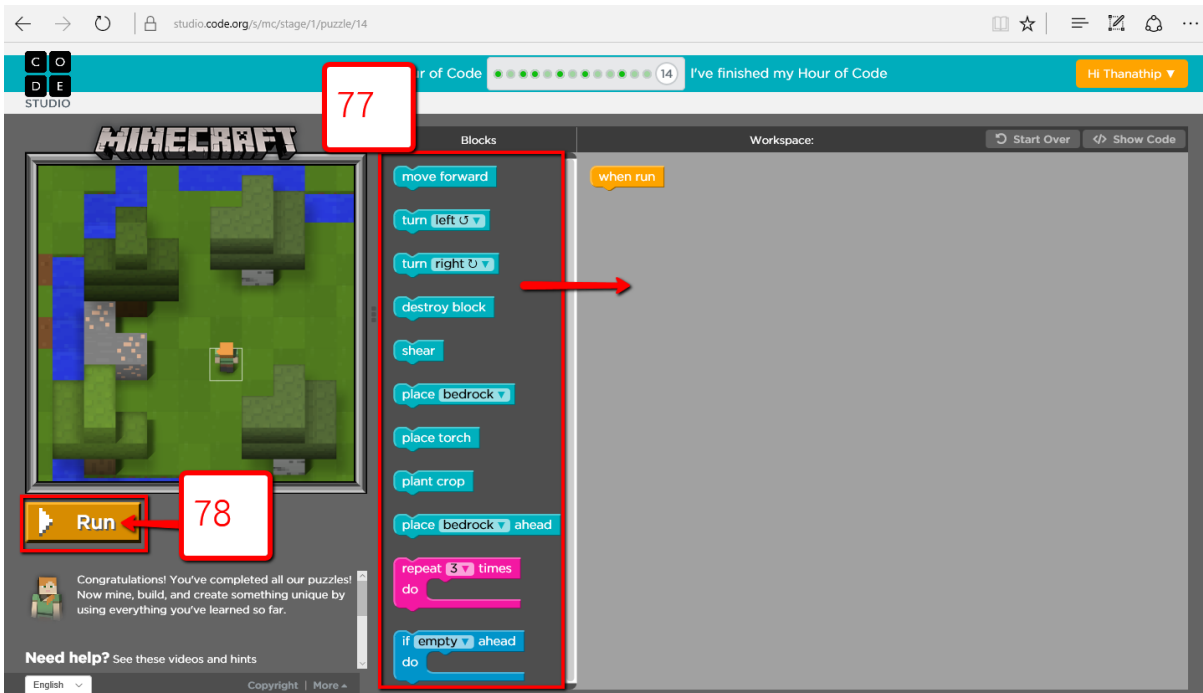 studio.code.org/s/mc/stage/1/puzzle/14
C O
D E
STUDIO
r of Code
14
I've finished my Hour of Code
Hi Thanathip
77
MINECRAFT
Blocks
Workspace:
Start Over
</> Show Code
move forward
when run
turn left ↺
turn right ↻
destroy block
shear
place bedrock
place torch
plant crop
place bedrock ahead
repeat 3 times
do
if empty ahead
do
Run
78
Congratulations! You've completed all our puzzles!
Now mine, build, and create something unique by
using everything you've learned so far.
Need help? See these videos and hints
English
Copyright | More